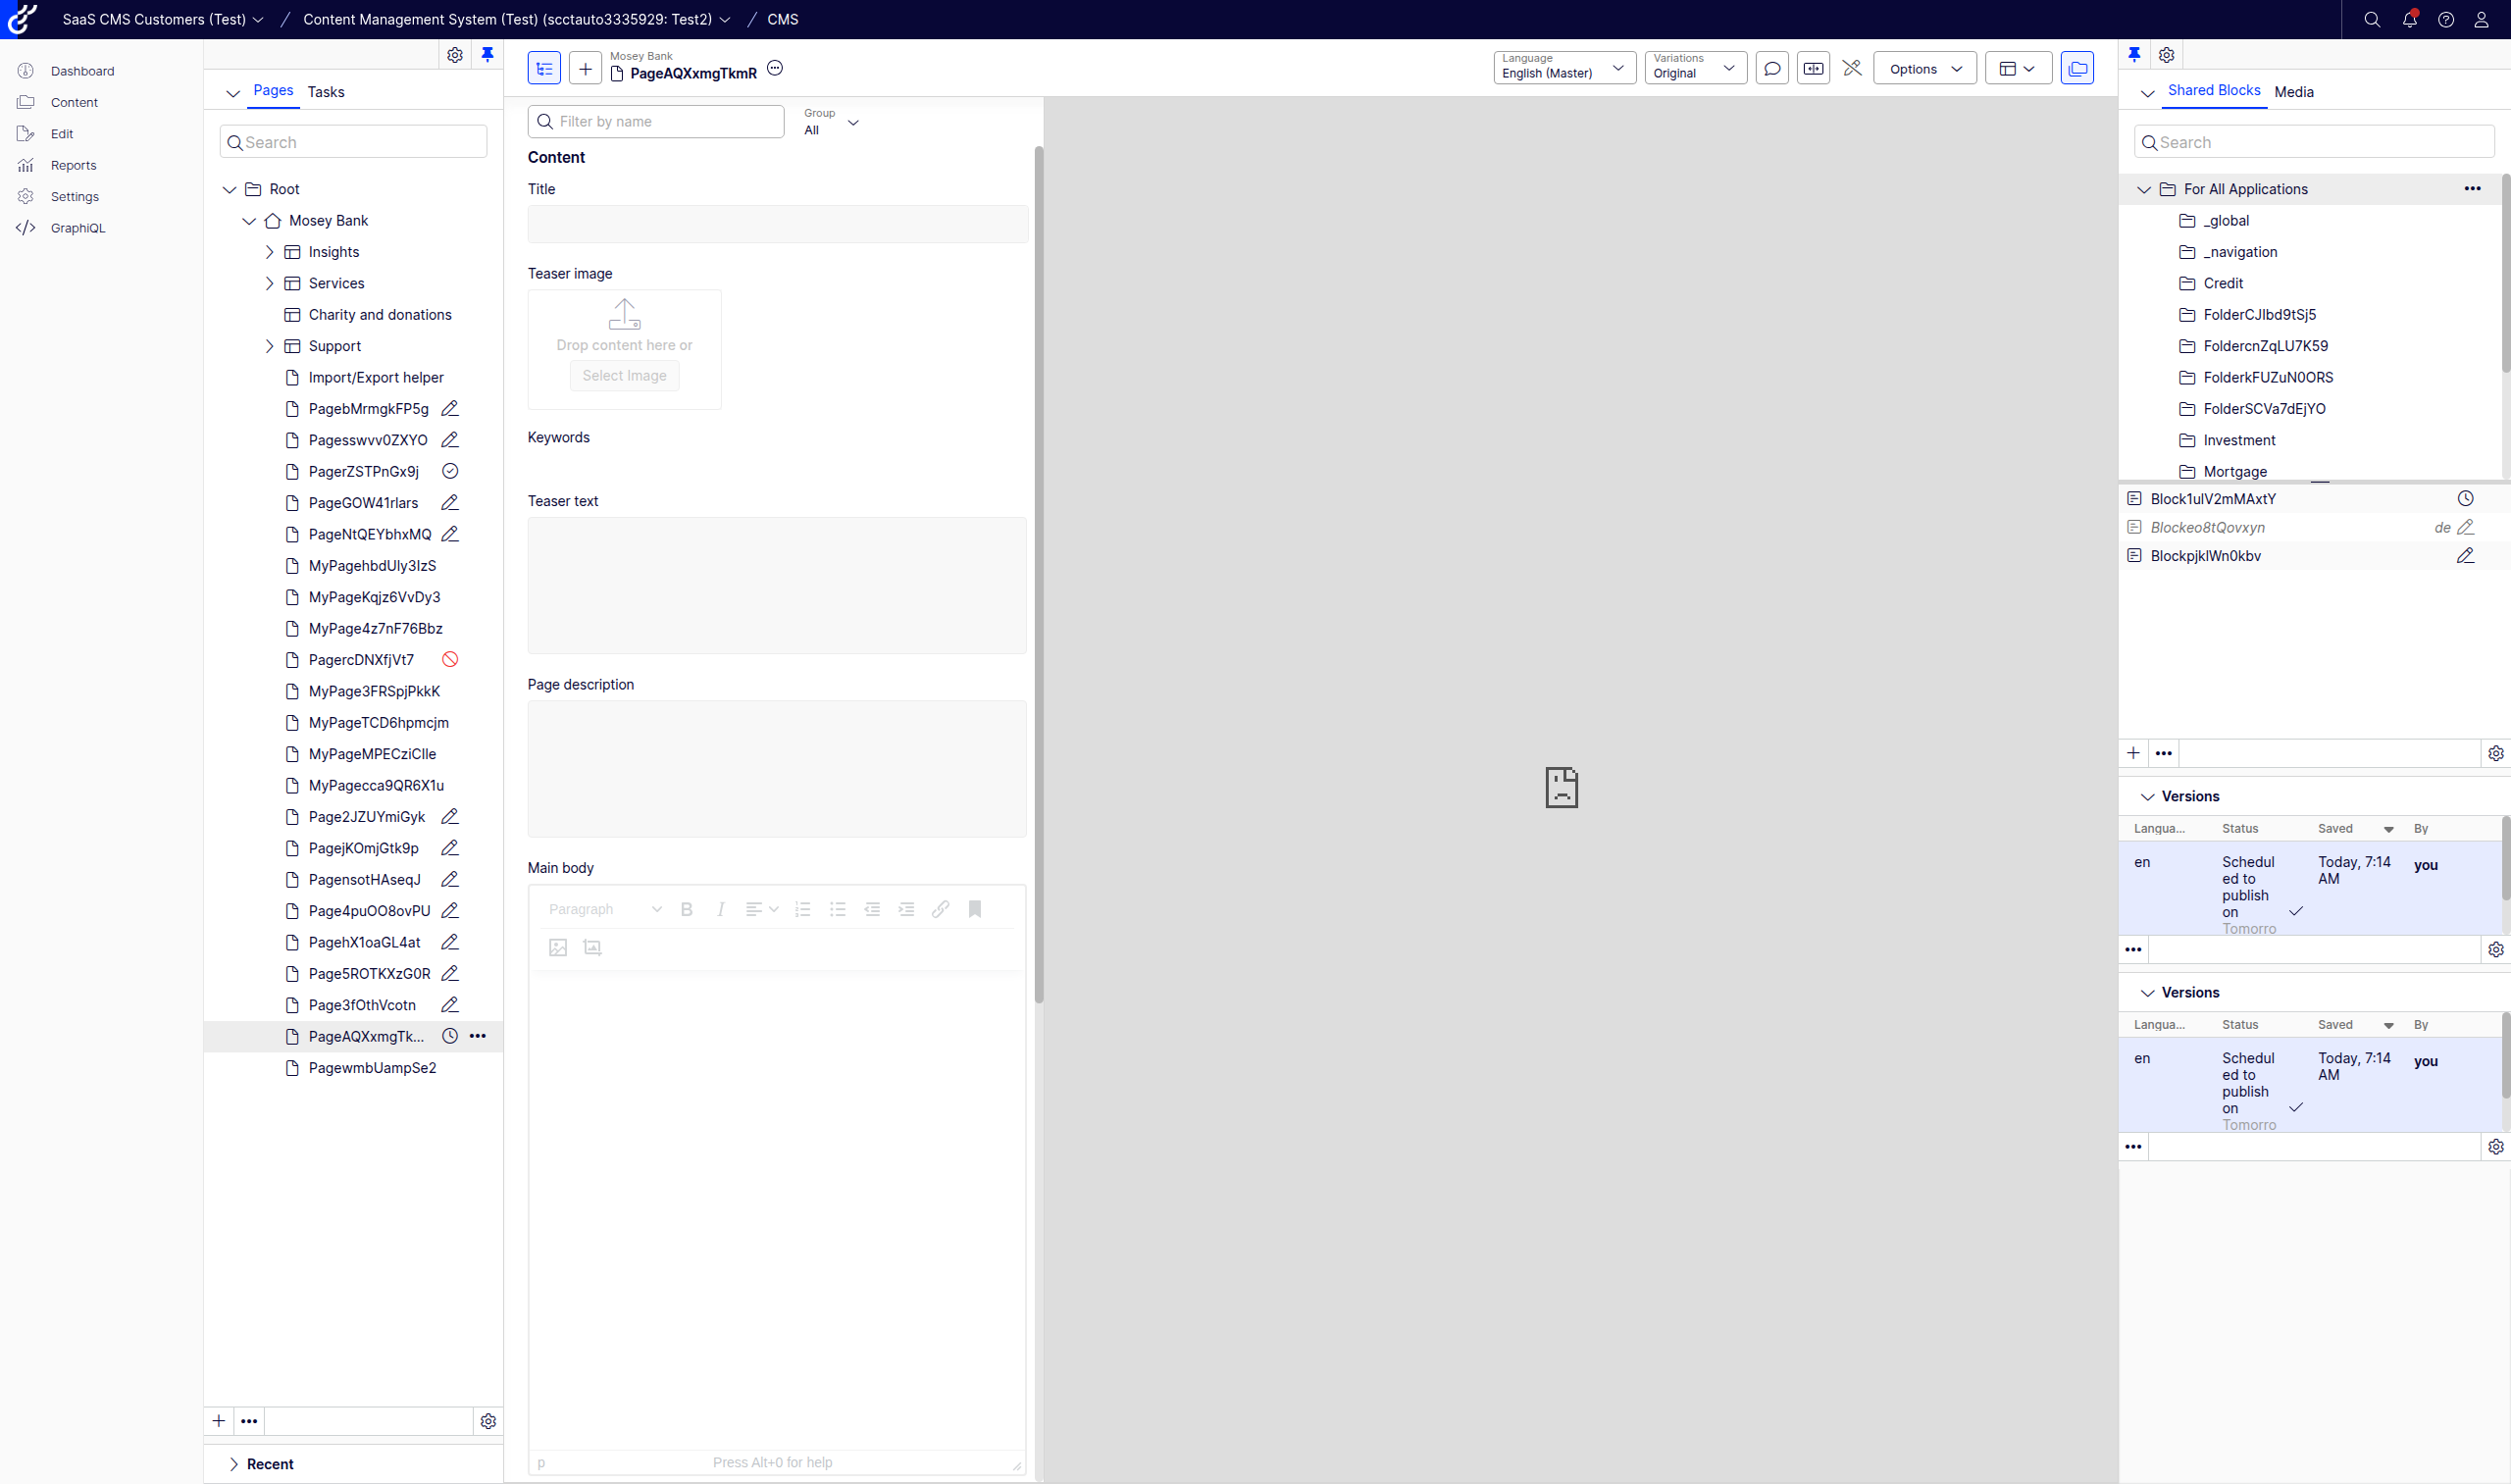 SaaS CMS Customers (Test) / Content Management System (Test) (scctauto3335929: Test2) / CMS
Dashboard
Content
Edit
Reports
Settings
GraphiQL
Pages Tasks
Search
Root
Mosey Bank
Insights
Services
Charity and donations
Support
Import/Export helper
PagebMrmgkFP5g
Pagesswvv0ZXYO
PagerZSTPnGx9j
PageGOW41rlars
PageNtQEYbhxMQ
MyPagehbdUly3IzS
MyPageKqjz6VvDy3
MyPage4z7nF76Bbz
PagercDNXfjVt7
MyPage3FRSpjPkkK
MyPageTCD6hpmcjm
MyPageMPECziClle
MyPagecca9QR6X1u
Page2JZUYmiGyk
PagejKOmjGtk9p
PagensotHAseqJ
Page4puOO8ovPU
PagehX1oaGL4at
Page5ROTKXzG0R
Page3fOthVcotn
PageAQXxmgTk...
PagewmbUampSe2
Recent
Mosey Bank
PageAQXxmgTkmR
Language
English (Master)
Variations
Original
Options
Filter by name
Group
All
Content
Title
Teaser image
Drop content here or
Select Image
Keywords
Teaser text
Page description
Main body
Paragraph
B I
p
Press Alt+0 for help
Shared Blocks Media
Search
For All Applications
_global
_navigation
Credit
FolderCJlbd9tSj5
FoldercnZqLU7K59
FolderkFUZuN0ORS
FolderSCVa7dEjYO
Investment
Mortgage
Block1ulV2mMAxtY
Blockeo8tQovxyn de
BlockpjklWn0kbv
Versions
Langua... Status Saved By
en Schedul Today, 7:14 you
ed to AM
publish
on
Tomorro
Versions
Langua... Status Saved By
en Schedul Today, 7:14 you
ed to AM
publish
on
Tomorro